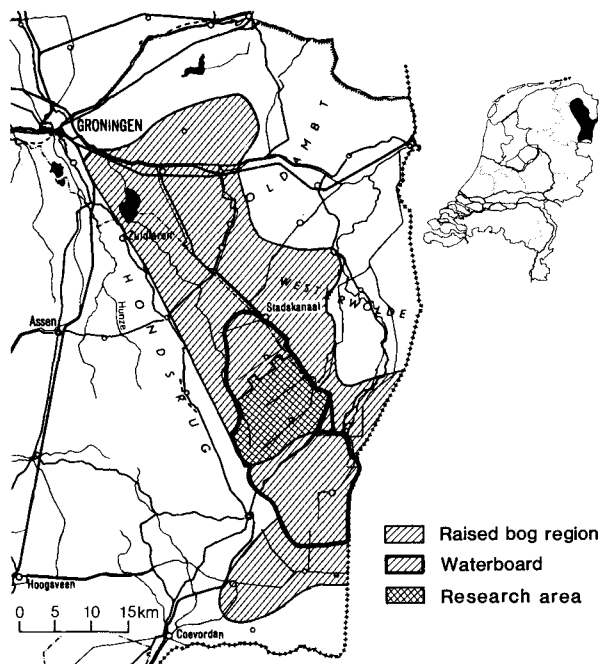 GRONINGEN
OLDAMBT
Zuidlaren
WESTERWOLDE
Stadskanaal
HONDSRUG
Hunze
Assen
Raised bog region
Waterboard
Research area
Hoogeveen
0 5 10 15km
Coevorden